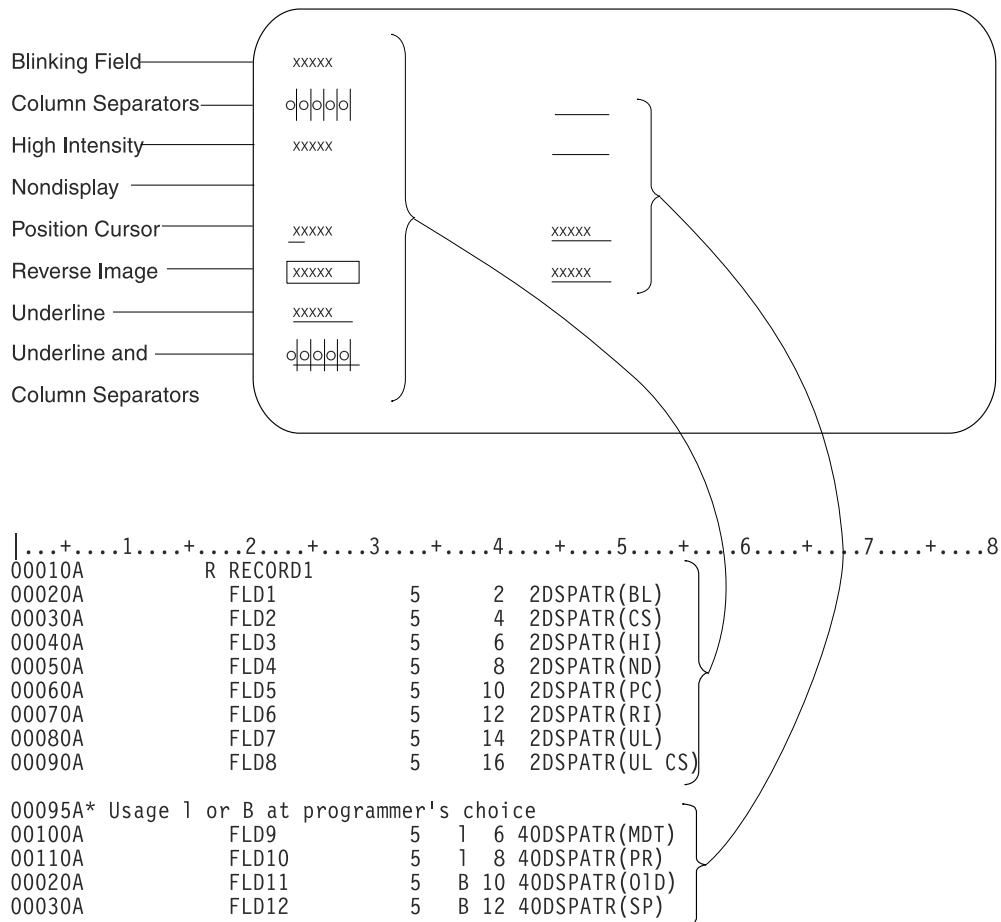 Blinking Field xxxxx
Column Separators o|o|o|o|o|
High Intensity xxxxx
Nondisplay
Position Cursor xxxxx xxxxx
Reverse Image xxxxx xxxxx
Underline xxxxx
Underline and o|o|o|o|o|
Column Separators
|...+....1....+....2....+....3....+....4....+....5....+....6....+....7....+....8
00010A R RECORD1
00020A FLD1 5 2 2DSPATR(BL)
00030A FLD2 5 4 2DSPATR(CS)
00040A FLD3 5 6 2DSPATR(HI)
00050A FLD4 5 8 2DSPATR(ND)
00060A FLD5 5 10 2DSPATR(PC)
00070A FLD6 5 12 2DSPATR(RI)
00080A FLD7 5 14 2DSPATR(UL)
00090A FLD8 5 16 2DSPATR(UL CS)
00095A* Usage l or B at programmer's choice
00100A FLD9 5 l 6 40DSPATR(MDT)
00110A FLD10 5 l 8 40DSPATR(PR)
00020A FLD11 5 B 10 40DSPATR(OlD)
00030A FLD12 5 B 12 40DSPATR(SP)